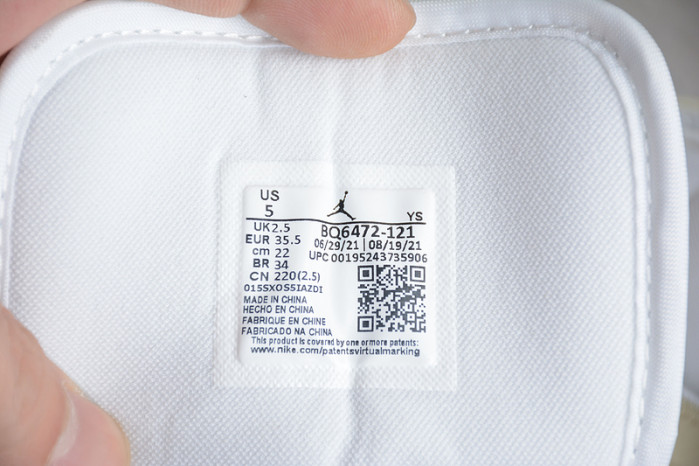 US
5
YS
UK2.5
EUR 35.5
cm 22
BR 34
CN 220(2.5)
BQ6472-121
06/29/21 | 08/19/21
UPC 00195243735906
015SXOS5IAZDI
MADE IN CHINA
HECHO EN CHINA
FABRIQUE EN CHINE
FABRICADO NA CHINA
This product is covered by one or more patents:
www.nike.com/patentsvirtualmarking